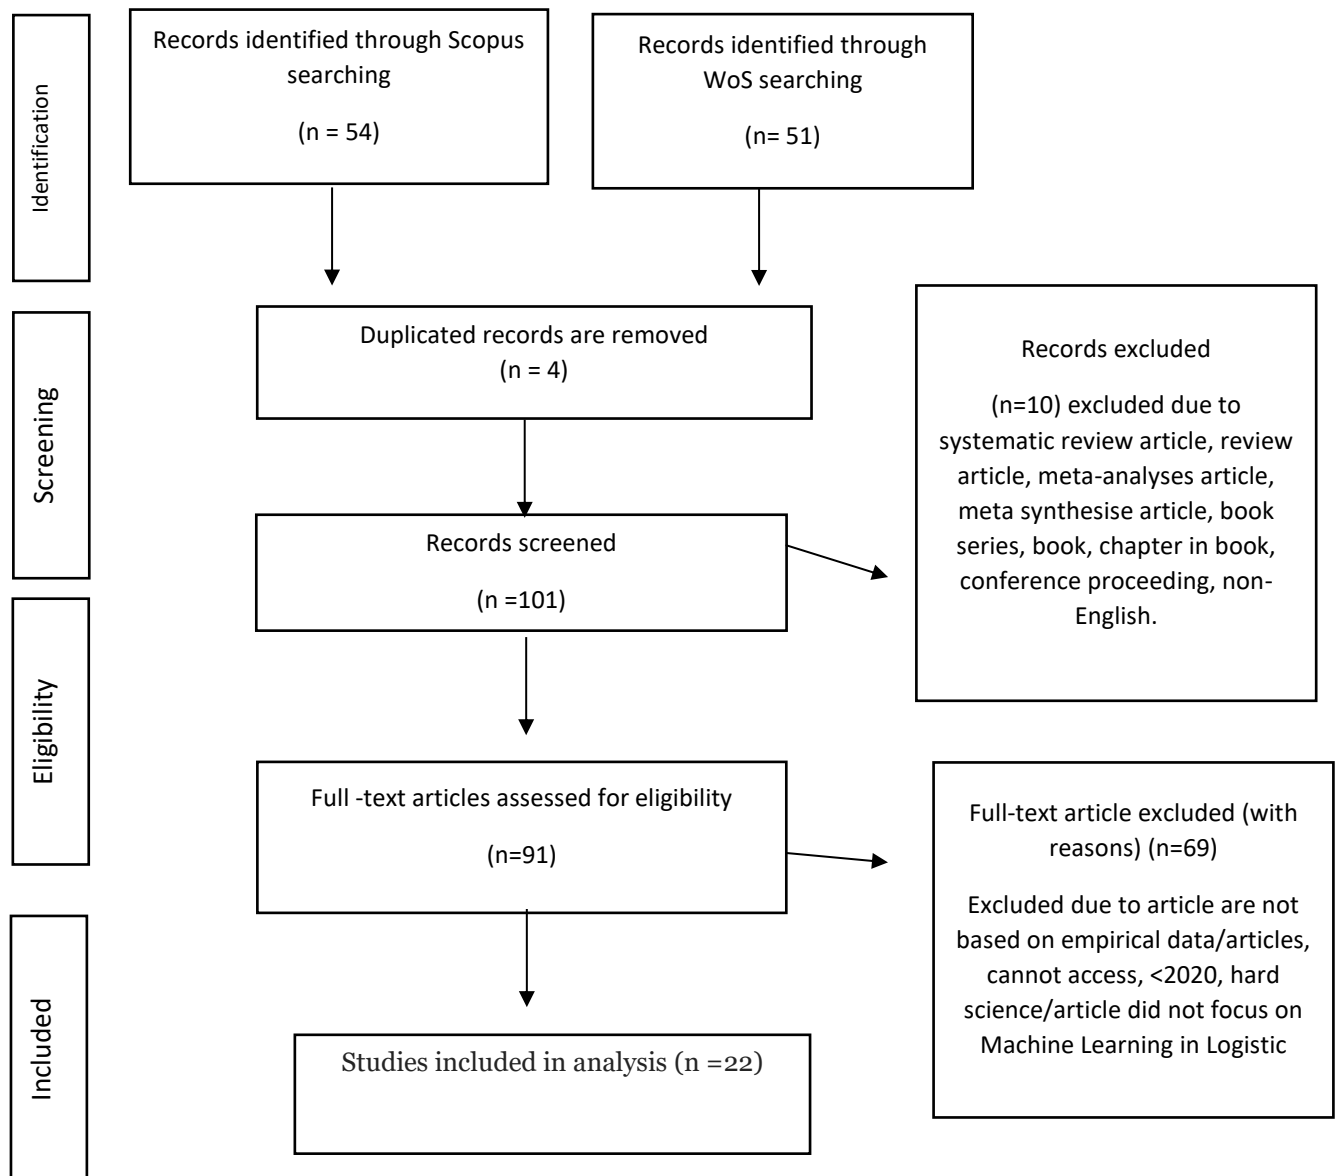 Identification
Records identified through Scopus
searching
(n = 54)
Records identified through
WoS searching
(n= 51)
Screening
Duplicated records are removed
(n = 4)
Records screened
(n =101)
Records excluded
(n=10) excluded due to
systematic review article, review
article, meta-analyses article,
meta synthesise article, book
series, book, chapter in book,
conference proceeding, non-
English.
Eligibility
Full -text articles assessed for eligibility
(n=91)
Full-text article excluded (with
reasons) (n=69)
Excluded due to article are not
based on empirical data/articles,
cannot access, <2020, hard
science/article did not focus on
Machine Learning in Logistic
Included
Studies included in analysis (n =22)